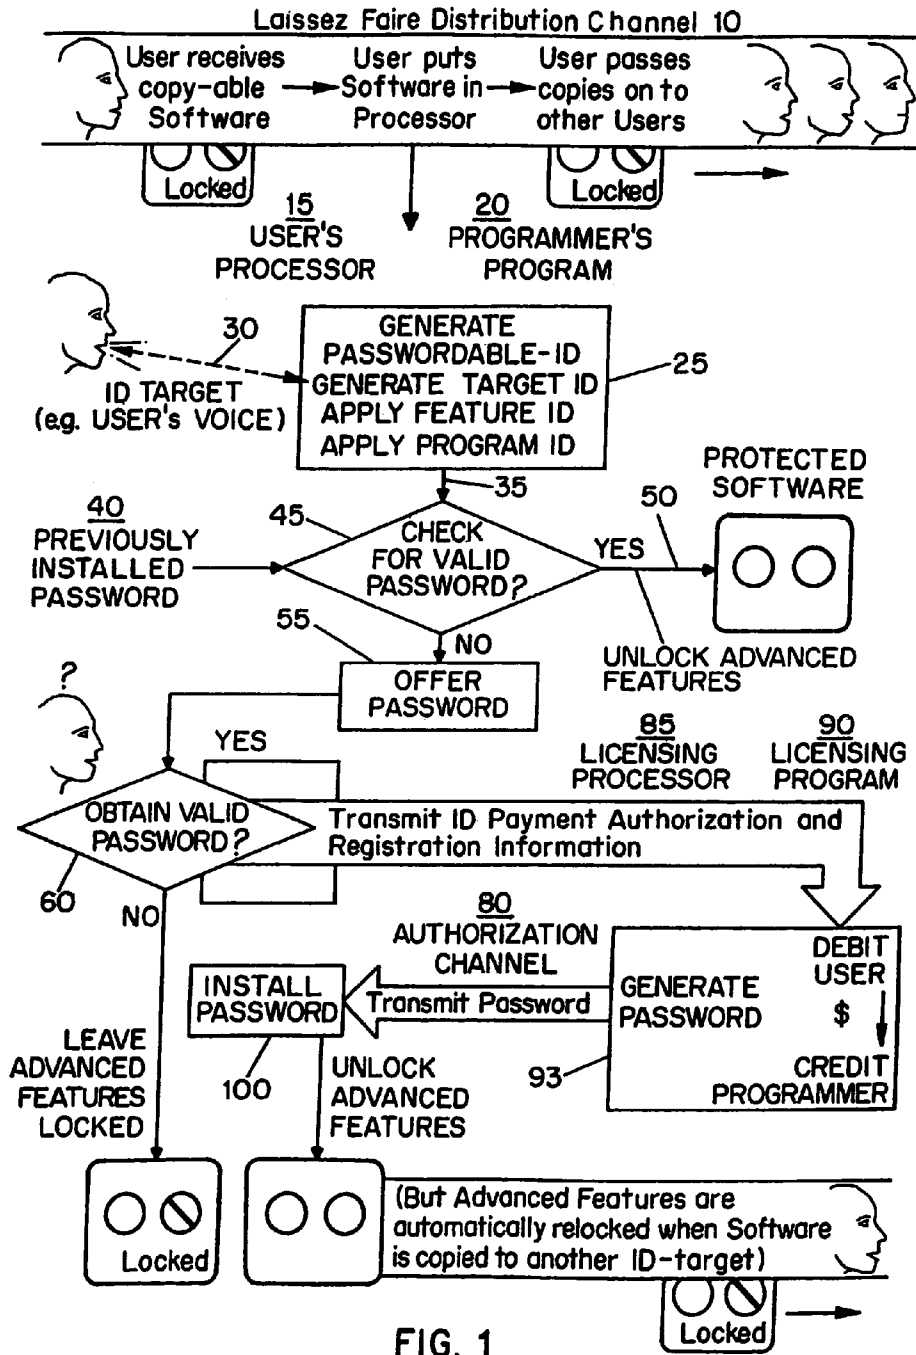 Laissez Faire Distribution Channel 10
User receives
copy-able
Software
User puts
Software in
Processor
User passes
copies on to
other Users
Locked
Locked
15
USER'S
PROCESSOR
20
PROGRAMMER'S
PROGRAM
30
ID TARGET
(e.g. USER's VOICE)
GENERATE
PASSWORDABLE-ID
GENERATE TARGET ID
APPLY FEATURE ID
APPLY PROGRAM ID
25
35
40
PREVIOUSLY
INSTALLED
PASSWORD
45
CHECK
FOR VALID
PASSWORD?
YES
50
PROTECTED
SOFTWARE
UNLOCK ADVANCED
FEATURES
NO
55
OFFER
PASSWORD
?
YES
OBTAIN VALID
PASSWORD?
60
NO
85
LICENSING
PROCESSOR
90
LICENSING
PROGRAM
Transmit ID Payment Authorization and
Registration Information
80
AUTHORIZATION
CHANNEL
Transmit Password
GENERATE
PASSWORD
DEBIT
USER
$
CREDIT
PROGRAMMER
93
INSTALL
PASSWORD
100
LEAVE
ADVANCED
FEATURES
LOCKED
UNLOCK
ADVANCED
FEATURES
Locked
(But Advanced Features are
automatically relocked when Software
is copied to another ID-target)
Locked
FIG. 1